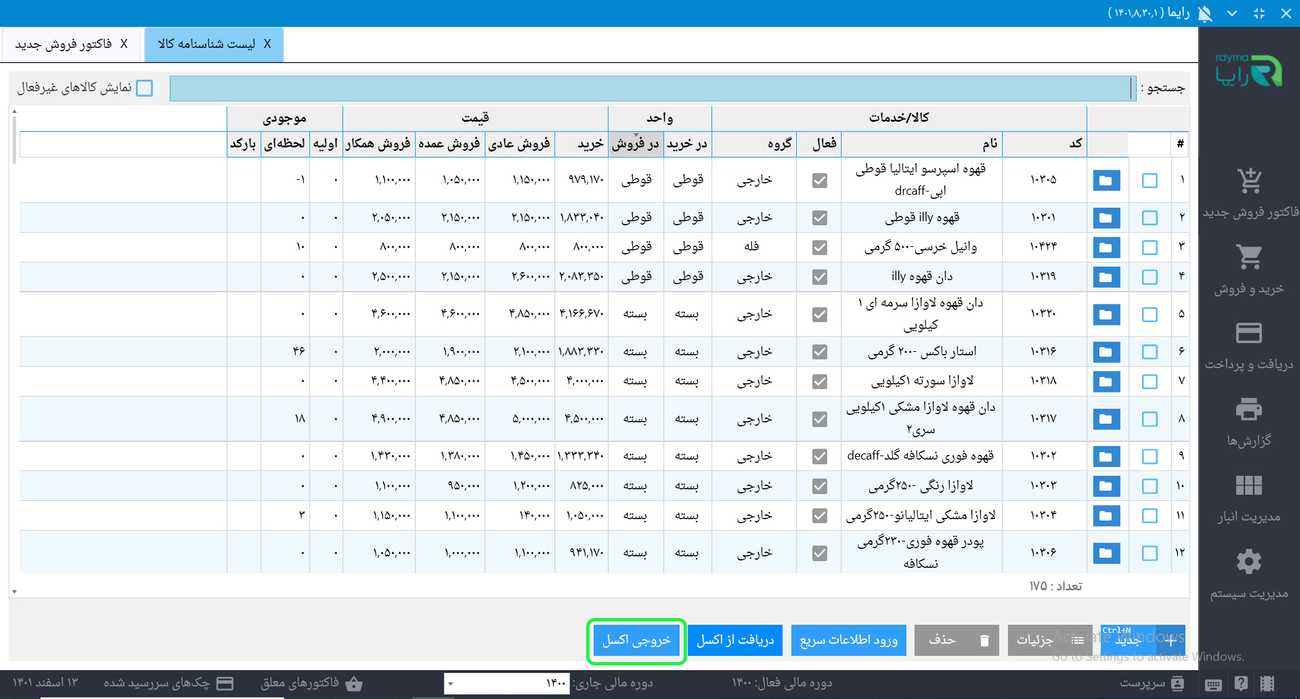 رایما (۱۴۰۱,۸,۳۰,۱)
X لیست شناسنامه کالا
X فاکتور فروش جدید
rayma
رایما
جستجو :
نمایش کالاهای غیرفعال
کالا/خدمات واحد قیمت موجودی
# کد نام گروه فعال در خرید در فروش خرید فروش عادی فروش عمده فروش همکار اولیه لحظه‌ای بارکد
۱ ۱۰۳۰۵ قهوه اسپرسو ایتالیا قوطی خارجی قوطی قوطی ۹۷۹,۱۷۰ ۱,۱۵۰,۰۰۰ ۱,۰۵۰,۰۰۰ ۱,۱۰۰,۰۰۰ ۰ ۱-
ابی-drcaff
۲ ۱۰۳۰۱ قهوه illy قوطی خارجی قوطی قوطی ۱,۸۳۳,۰۴۰ ۲,۱۵۰,۰۰۰ ۲,۱۵۰,۰۰۰ ۲,۰۵۰,۰۰۰ ۰ ۰
۳ ۱۰۴۲۴ وانیل خرسی-۵۰۰ گرمی فله قوطی قوطی ۸۰۰,۰۰۰ ۸۰۰,۰۰۰ ۸۰۰,۰۰۰ ۸۰۰,۰۰۰ ۰ ۱۰
۴ ۱۰۳۱۹ دان قهوه illy خارجی قوطی قوطی ۲,۰۸۳,۳۵۰ ۲,۶۰۰,۰۰۰ ۲,۱۵۰,۰۰۰ ۲,۵۰۰,۰۰۰ ۰ ۰
۵ ۱۰۳۲۰ دان قهوه لاوازا سرمه ای ۱ خارجی بسته بسته ۴,۱۶۶,۶۷۰ ۴,۸۵۰,۰۰۰ ۴,۶۰۰,۰۰۰ ۴,۶۰۰,۰۰۰ ۰ ۰
کیلویی
۶ ۱۰۳۱۶ استار باکس -۲۰۰ گرمی خارجی بسته بسته ۱,۸۸۳,۳۳۰ ۲,۱۰۰,۰۰۰ ۱,۹۰۰,۰۰۰ ۲,۰۰۰,۰۰۰ ۰ ۴۶
۷ ۱۰۳۱۸ لاوازا سورته ۱کیلویی خارجی بسته بسته ۴,۰۰۰,۰۰۰ ۴,۵۰۰,۰۰۰ ۴,۸۵۰,۰۰۰ ۴,۴۰۰,۰۰۰ ۰ ۰
۸ ۱۰۳۱۷ دان قهوه لاوازا مشکی ۱کیلویی خارجی بسته بسته ۴,۵۰۰,۰۰۰ ۵,۰۰۰,۰۰۰ ۴,۸۵۰,۰۰۰ ۴,۹۰۰,۰۰۰ ۰ ۱۸
سری۲
۹ ۱۰۳۰۲ قهوه فوری نسکافه گلد-decaff خارجی بسته بسته ۱,۳۳۳,۳۴۰ ۱,۴۵۰,۰۰۰ ۱,۳۸۰,۰۰۰ ۱,۴۳۰,۰۰۰ ۰ ۰
۱۰ ۱۰۳۰۳ لاوازا رنگی -۲۵۰گرمی خارجی بسته بسته ۸۲۵,۰۰۰ ۱,۲۰۰,۰۰۰ ۹۵۰,۰۰۰ ۱,۱۰۰,۰۰۰ ۰ ۰
۱۱ ۱۰۳۰۴ لاوازا مشکی ایتالیانو-۲۵۰گرمی خارجی بسته بسته ۱,۰۵۰,۰۰۰ ۱۴۰,۰۰۰ ۱,۱۰۰,۰۰۰ ۱,۱۵۰,۰۰۰ ۰ ۳
۱۲ ۱۰۳۰۶ پودر قهوه فوری-۲۳۰گرمی خارجی بسته بسته ۹۴۱,۱۷۰ ۱,۱۰۰,۰۰۰ ۱,۰۰۰,۰۰۰ ۱,۰۵۰,۰۰۰ ۰ ۰
نسکافه
تعداد : ۱۷۵
Ctrl+N
جدید
جزئیات
حذف
ورود اطلاعات سریع
دریافت از اکسل
خروجی اکسل
Activate Windows
Go to Settings to activate Windows.
فاکتور فروش جدید
خرید و فروش
دریافت و پرداخت
گزارش‌ها
مدیریت انبار
مدیریت سیستم
سرپرست
دوره مالی فعال: ۱۴۰۰
دوره مالی جاری: ۱۴۰۰
فاکتورهای معلق
چک‌های سررسید شده
۱۳ اسفند ۱۴۰۱